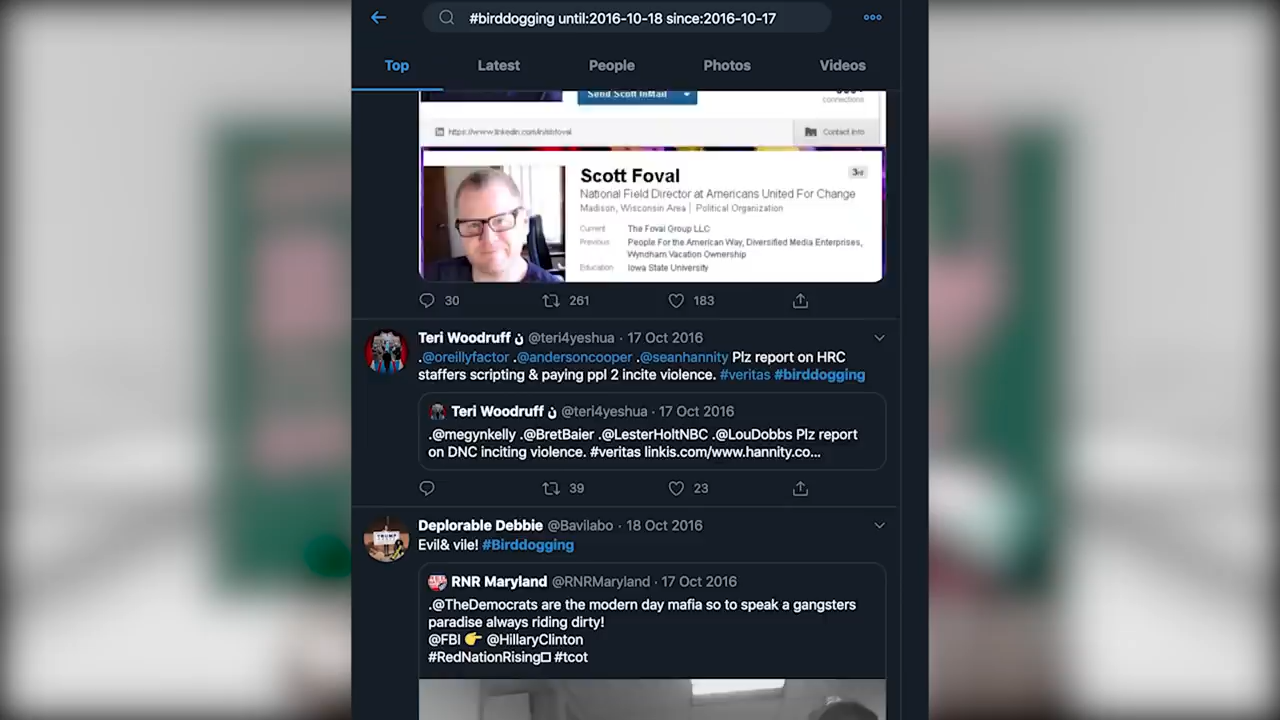 #birddogging until:2016-10-18 since:2016-10-17
Top Latest People Photos Videos
Send Scott InMail
connections
https://www.linkedin.com/in/sfoval
Contact Info
Scott Foval
3rd
National Field Director at Americans United For Change
Madison, Wisconsin Area | Political Organization
Current The Foval Group LLC
Previous People For the American Way, Diversified Media Enterprises,
Wyndham Vacation Ownership
Education Iowa State University
30 261 183
Teri Woodruff ن @teri4yeshua · 17 Oct 2016
.@oreillyfactor .@andersoncooper .@seanhannity Plz report on HRC
staffers scripting & paying ppl 2 incite violence. #veritas #birddogging
Teri Woodruff ن @teri4yeshua · 17 Oct 2016
.@megynkelly .@BretBaier .@LesterHoltNBC .@LouDobbs Plz report
on DNC inciting violence. #veritas linkis.com/www.hannity.co...
39 23
Deplorable Debbie @Bavilabo · 18 Oct 2016
Evil& vile! #Birddogging
RNR Maryland @RNRMaryland · 17 Oct 2016
.@TheDemocrats are the modern day mafia so to speak a gangsters
paradise always riding dirty!
@FBI 👉 @HillaryClinton
#RedNationRising□ #tcot